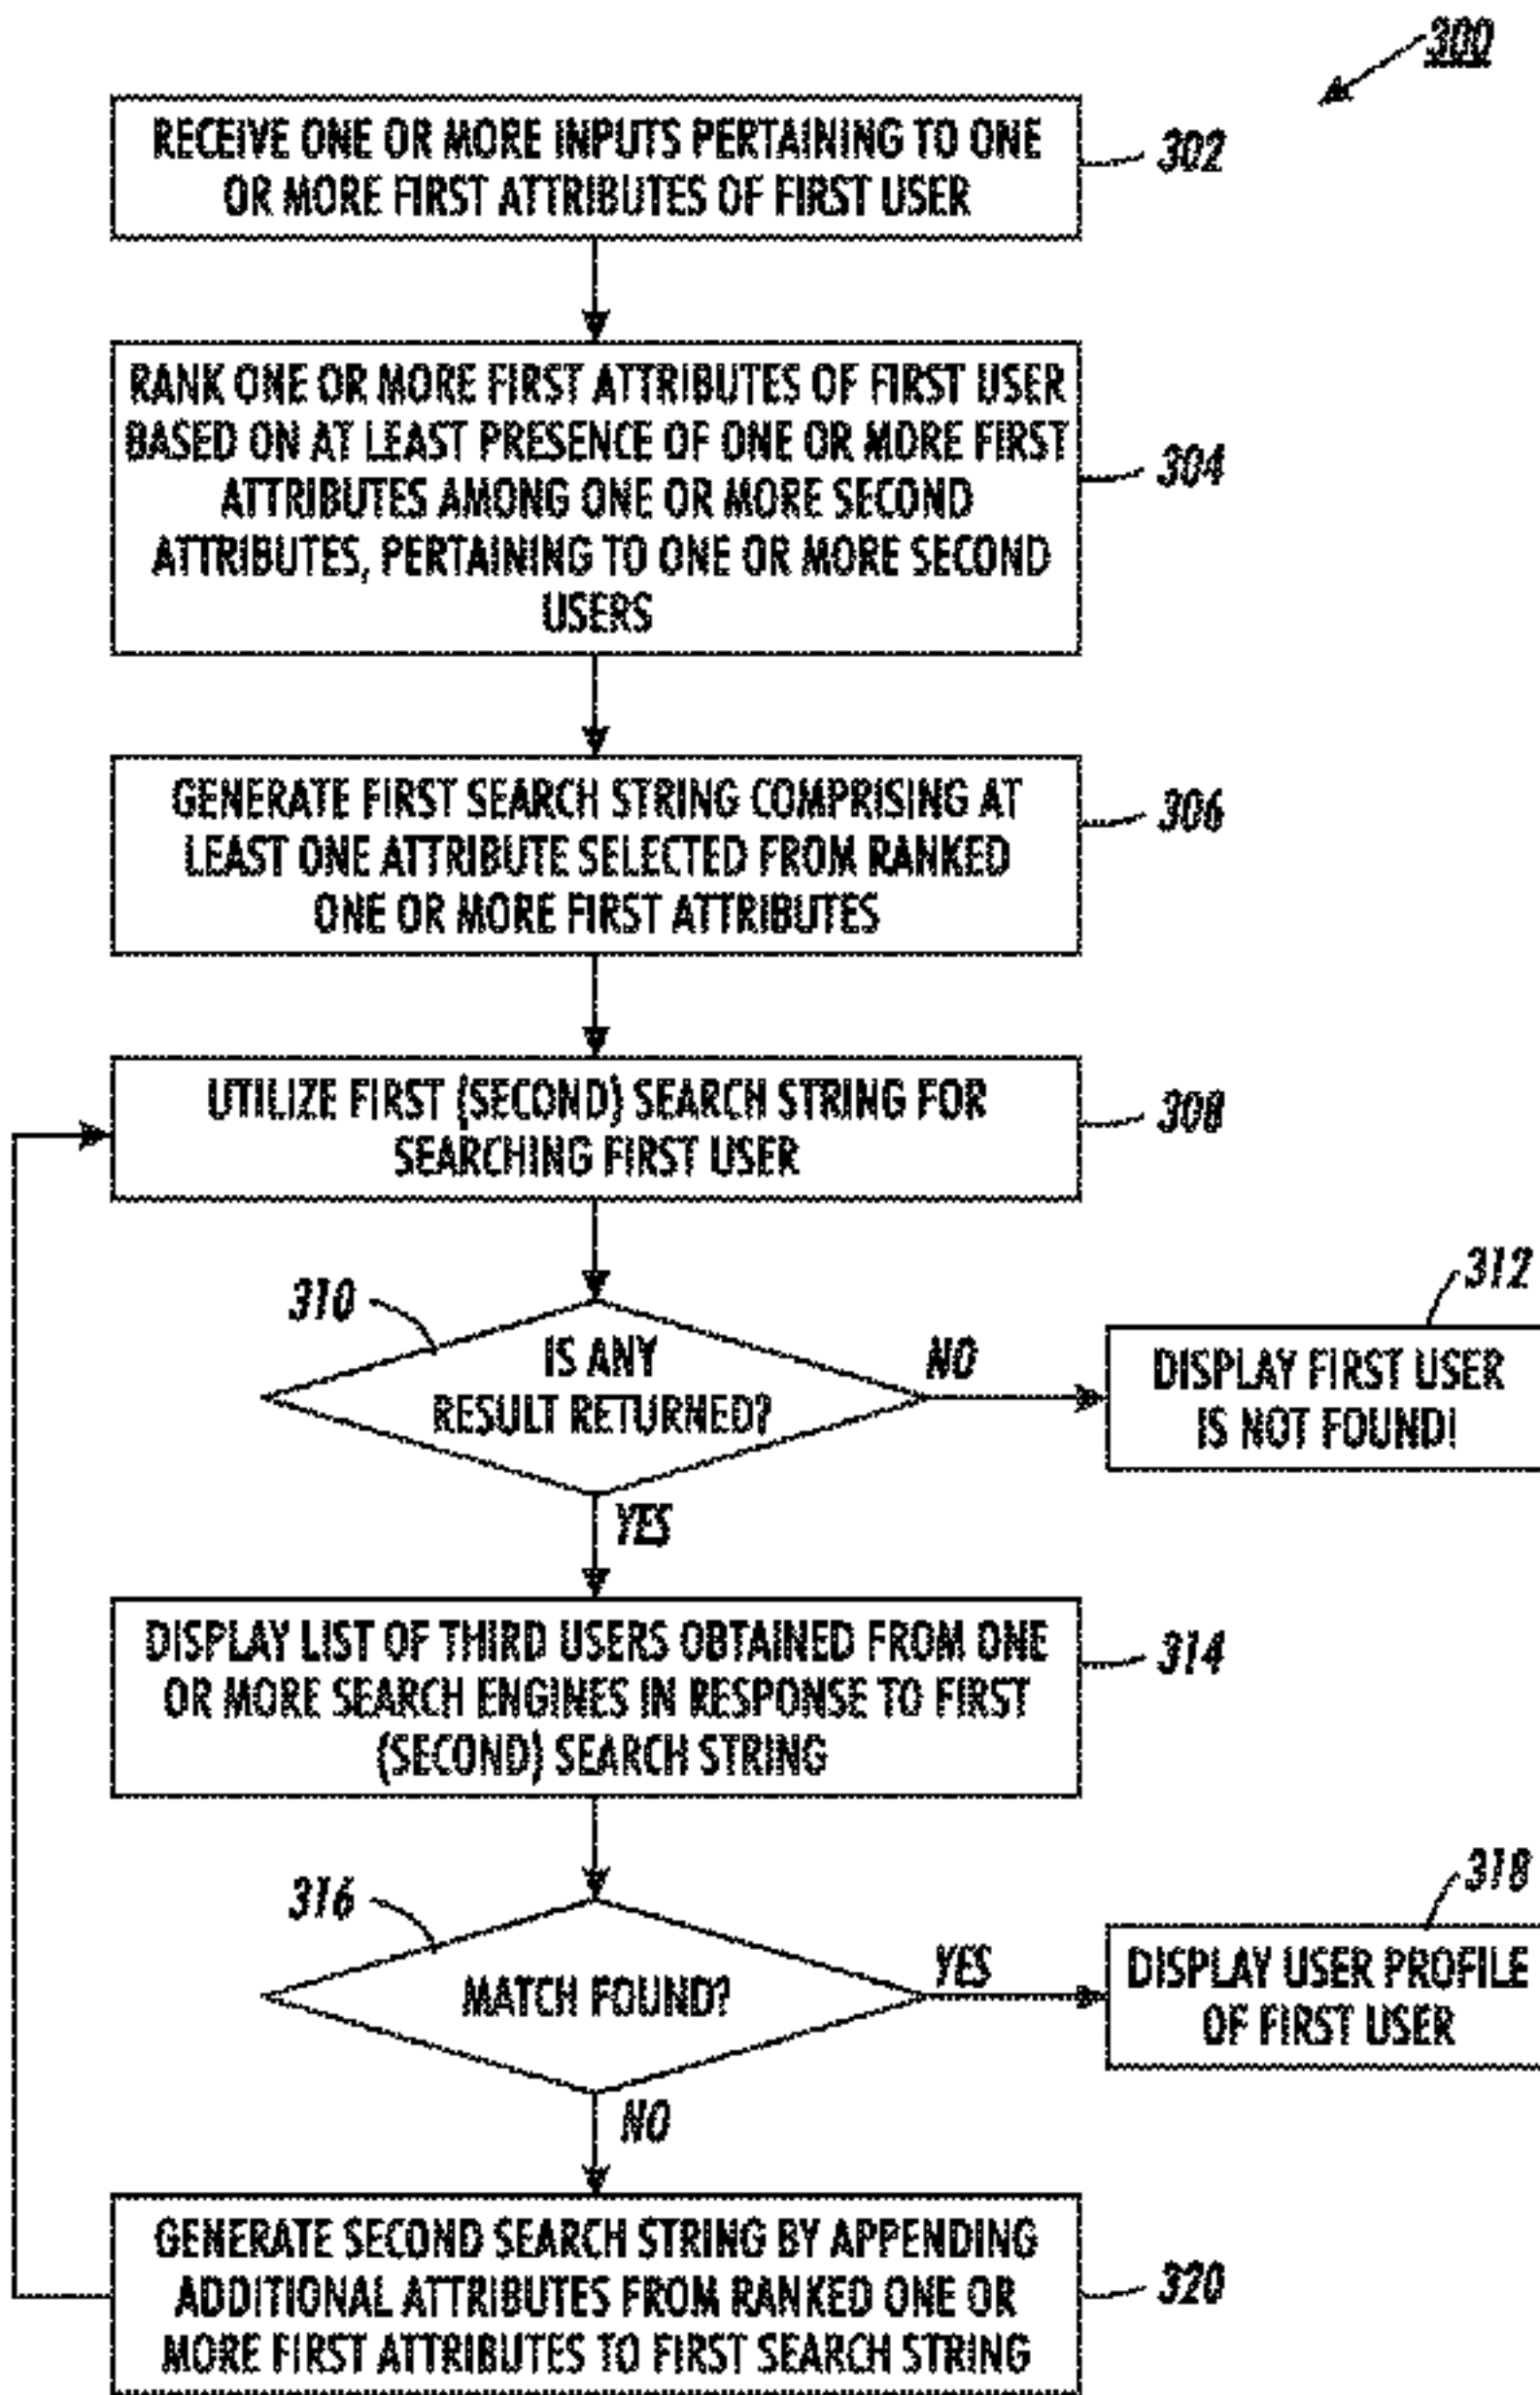 300
RECEIVE ONE OR MORE INPUTS PERTAINING TO ONE
OR MORE FIRST ATTRIBUTES OF FIRST USER
302
RANK ONE OR MORE FIRST ATTRIBUTES OF FIRST USER
BASED ON AT LEAST PRESENCE OF ONE OR MORE FIRST
ATTRIBUTES AMONG ONE OR MORE SECOND
ATTRIBUTES, PERTAINING TO ONE OR MORE SECOND
USERS
304
GENERATE FIRST SEARCH STRING COMPRISING AT
LEAST ONE ATTRIBUTE SELECTED FROM RANKED
ONE OR MORE FIRST ATTRIBUTES
306
UTILIZE FIRST (SECOND) SEARCH STRING FOR
SEARCHING FIRST USER
308
310
IS ANY
RESULT RETURNED?
NO
312
DISPLAY FIRST USER
IS NOT FOUND!
YES
DISPLAY LIST OF THIRD USERS OBTAINED FROM ONE
OR MORE SEARCH ENGINES IN RESPONSE TO FIRST
(SECOND) SEARCH STRING
314
316
MATCH FOUND?
YES
318
DISPLAY USER PROFILE
OF FIRST USER
NO
GENERATE SECOND SEARCH STRING BY APPENDING
ADDITIONAL ATTRIBUTES FROM RANKED ONE OR
MORE FIRST ATTRIBUTES TO FIRST SEARCH STRING
320